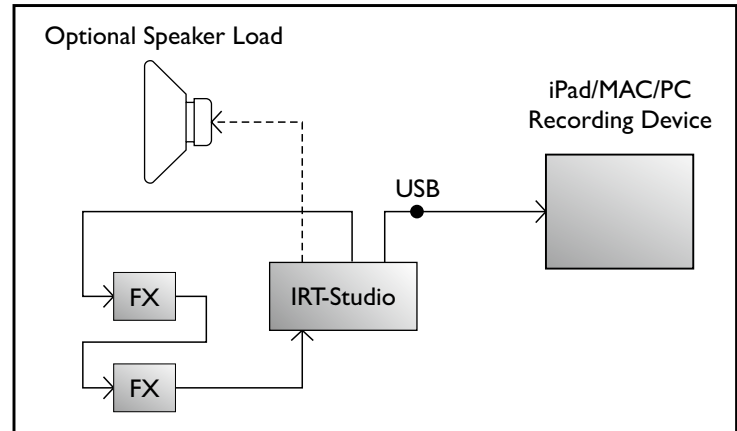 Optional Speaker Load
iPad/MAC/PC
Recording Device
USB
IRT-Studio
FX
FX